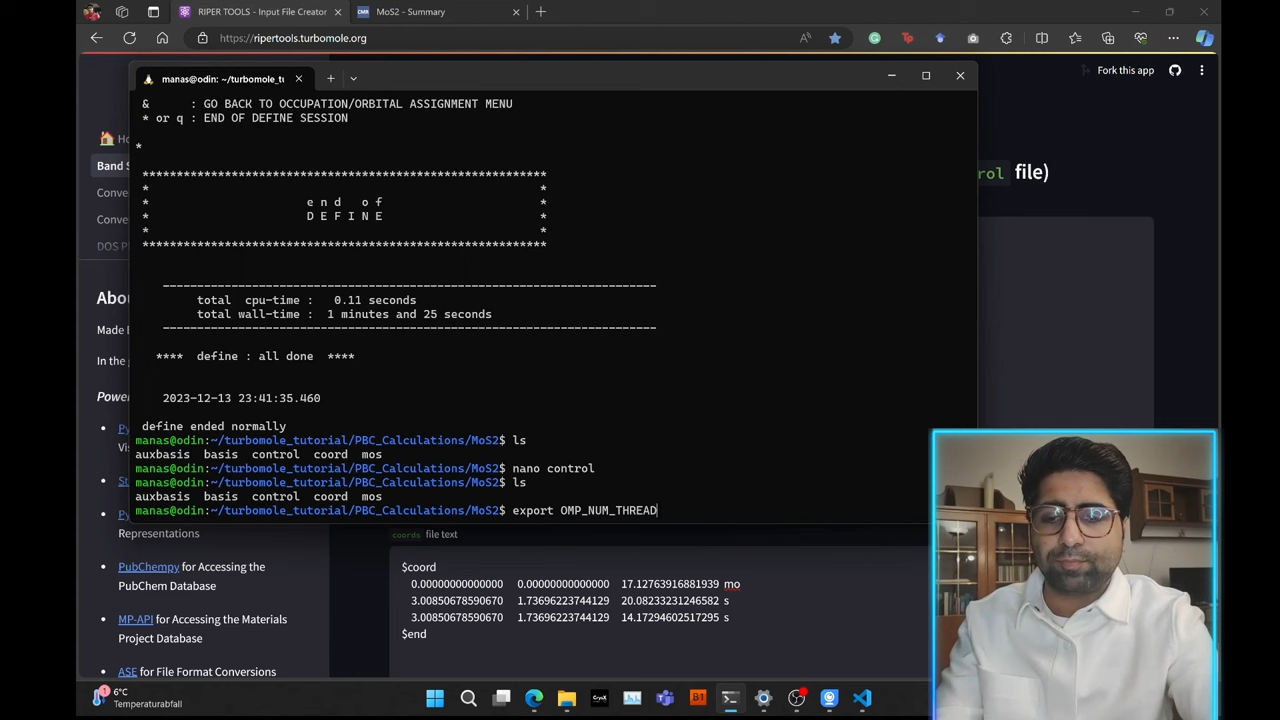 RIPER TOOLS - Input File Creator
MoS2 - Summary
https://ripertools.turbomole.org
Fork this app
manas@odin: ~/turbomole_tu
& : GO BACK TO OCCUPATION/ORBITAL ASSIGNMENT MENU
* or q : END OF DEFINE SESSION
*
*******************************************************
* *
* e n d o f *
* D E F I N E *
* *
*******************************************************
total cpu-time : 0.11 seconds
total wall-time : 1 minutes and 25 seconds
**** define : all done ****
2023-12-13 23:41:35.460
define ended normally
manas@odin:~/turbomole_tutorial/PBC_Calculations/MoS2$ ls
auxbasis basis control coord mos
manas@odin:~/turbomole_tutorial/PBC_Calculations/MoS2$ nano control
manas@odin:~/turbomole_tutorial/PBC_Calculations/MoS2$ ls
auxbasis basis control coord mos
manas@odin:~/turbomole_tutorial/PBC_Calculations/MoS2$ export OMP_NUM_THREAD
Band S
Conve
Conve
DOS P
Abou
Made
In the g
Power
rol file)
Representations
PubChempy for Accessing the
PubChem Database
MP-API for Accessing the Materials
Project Database
ASE for File Format Conversions
coords file text
$coord
0.00000000000000 0.00000000000000 17.12763916881939 mo
3.00850678590670 1.73696223744129 20.08233231246582 s
3.00850678590670 1.73696223744129 14.17294602517295 s
$end
6°C
Temperaturabfall